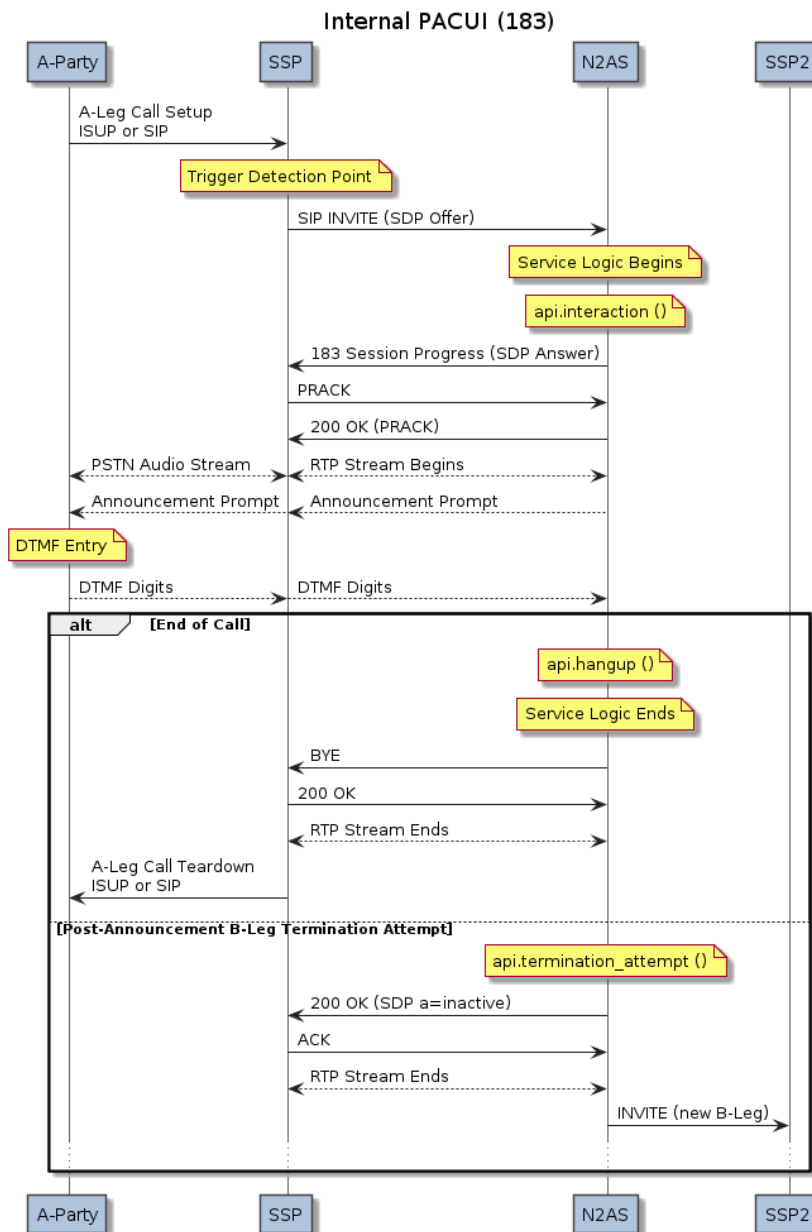 Internal PACUI (183)
A-Party
SSP
N2AS
SSP2
A-Leg Call Setup
ISUP or SIP
Trigger Detection Point
SIP INVITE (SDP Offer)
Service Logic Begins
api.interaction ()
183 Session Progress (SDP Answer)
PRACK
200 OK (PRACK)
PSTN Audio Stream
RTP Stream Begins
Announcement Prompt
Announcement Prompt
DTMF Entry
DTMF Digits
DTMF Digits
alt
[End of Call]
api.hangup ()
Service Logic Ends
BYE
200 OK
RTP Stream Ends
A-Leg Call Teardown
ISUP or SIP
[Post-Announcement B-Leg Termination Attempt]
api.termination_attempt ()
200 OK (SDP a=inactive)
ACK
RTP Stream Ends
INVITE (new B-Leg)
A-Party
SSP
N2AS
SSP2